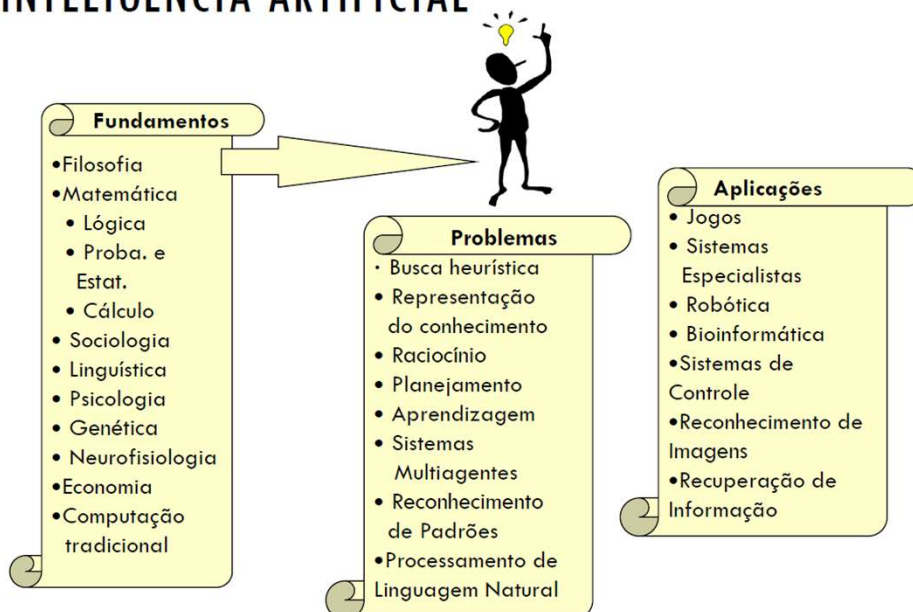 INTELIGÊNCIA ARTIFICIAL
Fundamentos
•Filosofia
•Matemática
• Lógica
• Proba. e
Estat.
• Cálculo
• Sociologia
• Linguística
• Psicologia
• Genética
• Neurofisiologia
•Economia
•Computação
tradicional
Problemas
· Busca heurística
• Representação
do conhecimento
• Raciocínio
• Planejamento
• Aprendizagem
• Sistemas
Multiagentes
• Reconhecimento
de Padrões
•Processamento de
Linguagem Natural
Aplicações
• Jogos
• Sistemas
Especialistas
• Robótica
• Bioinformática
•Sistemas de
Controle
•Reconhecimento de
Imagens
•Recuperação de
Informação